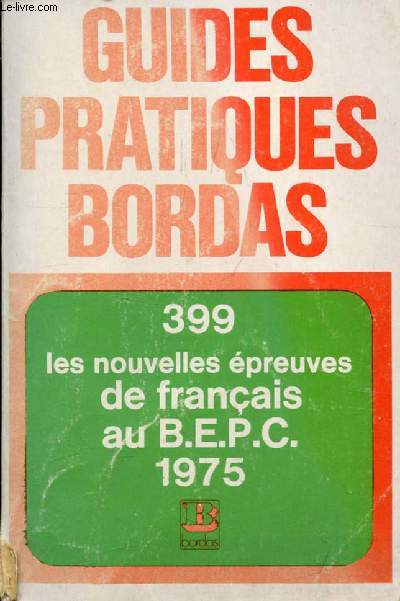 Le-livre.com
GUIDES
PRATIQUES
BORDAS
399
les nouvelles épreuves
de français
au B.E.P.C.
1975
B
bordas